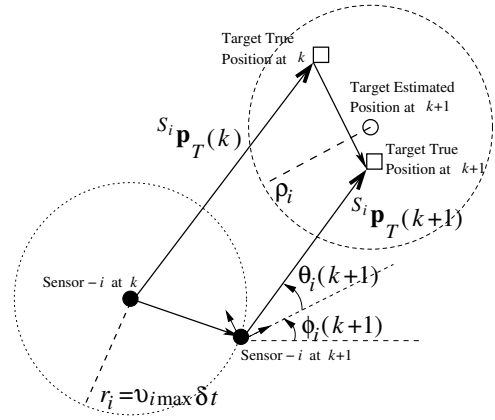 Target True
Position at k
Target Estimated
Position at k+1
Target True
Position at k+1
S_i p_T(k)
ρ_i
S_i p_T(k+1)
Sensor-i at k
θ_i(k+1)
ϕ_i(k+1)
Sensor-i at k+1
r_i=υ_i max δt